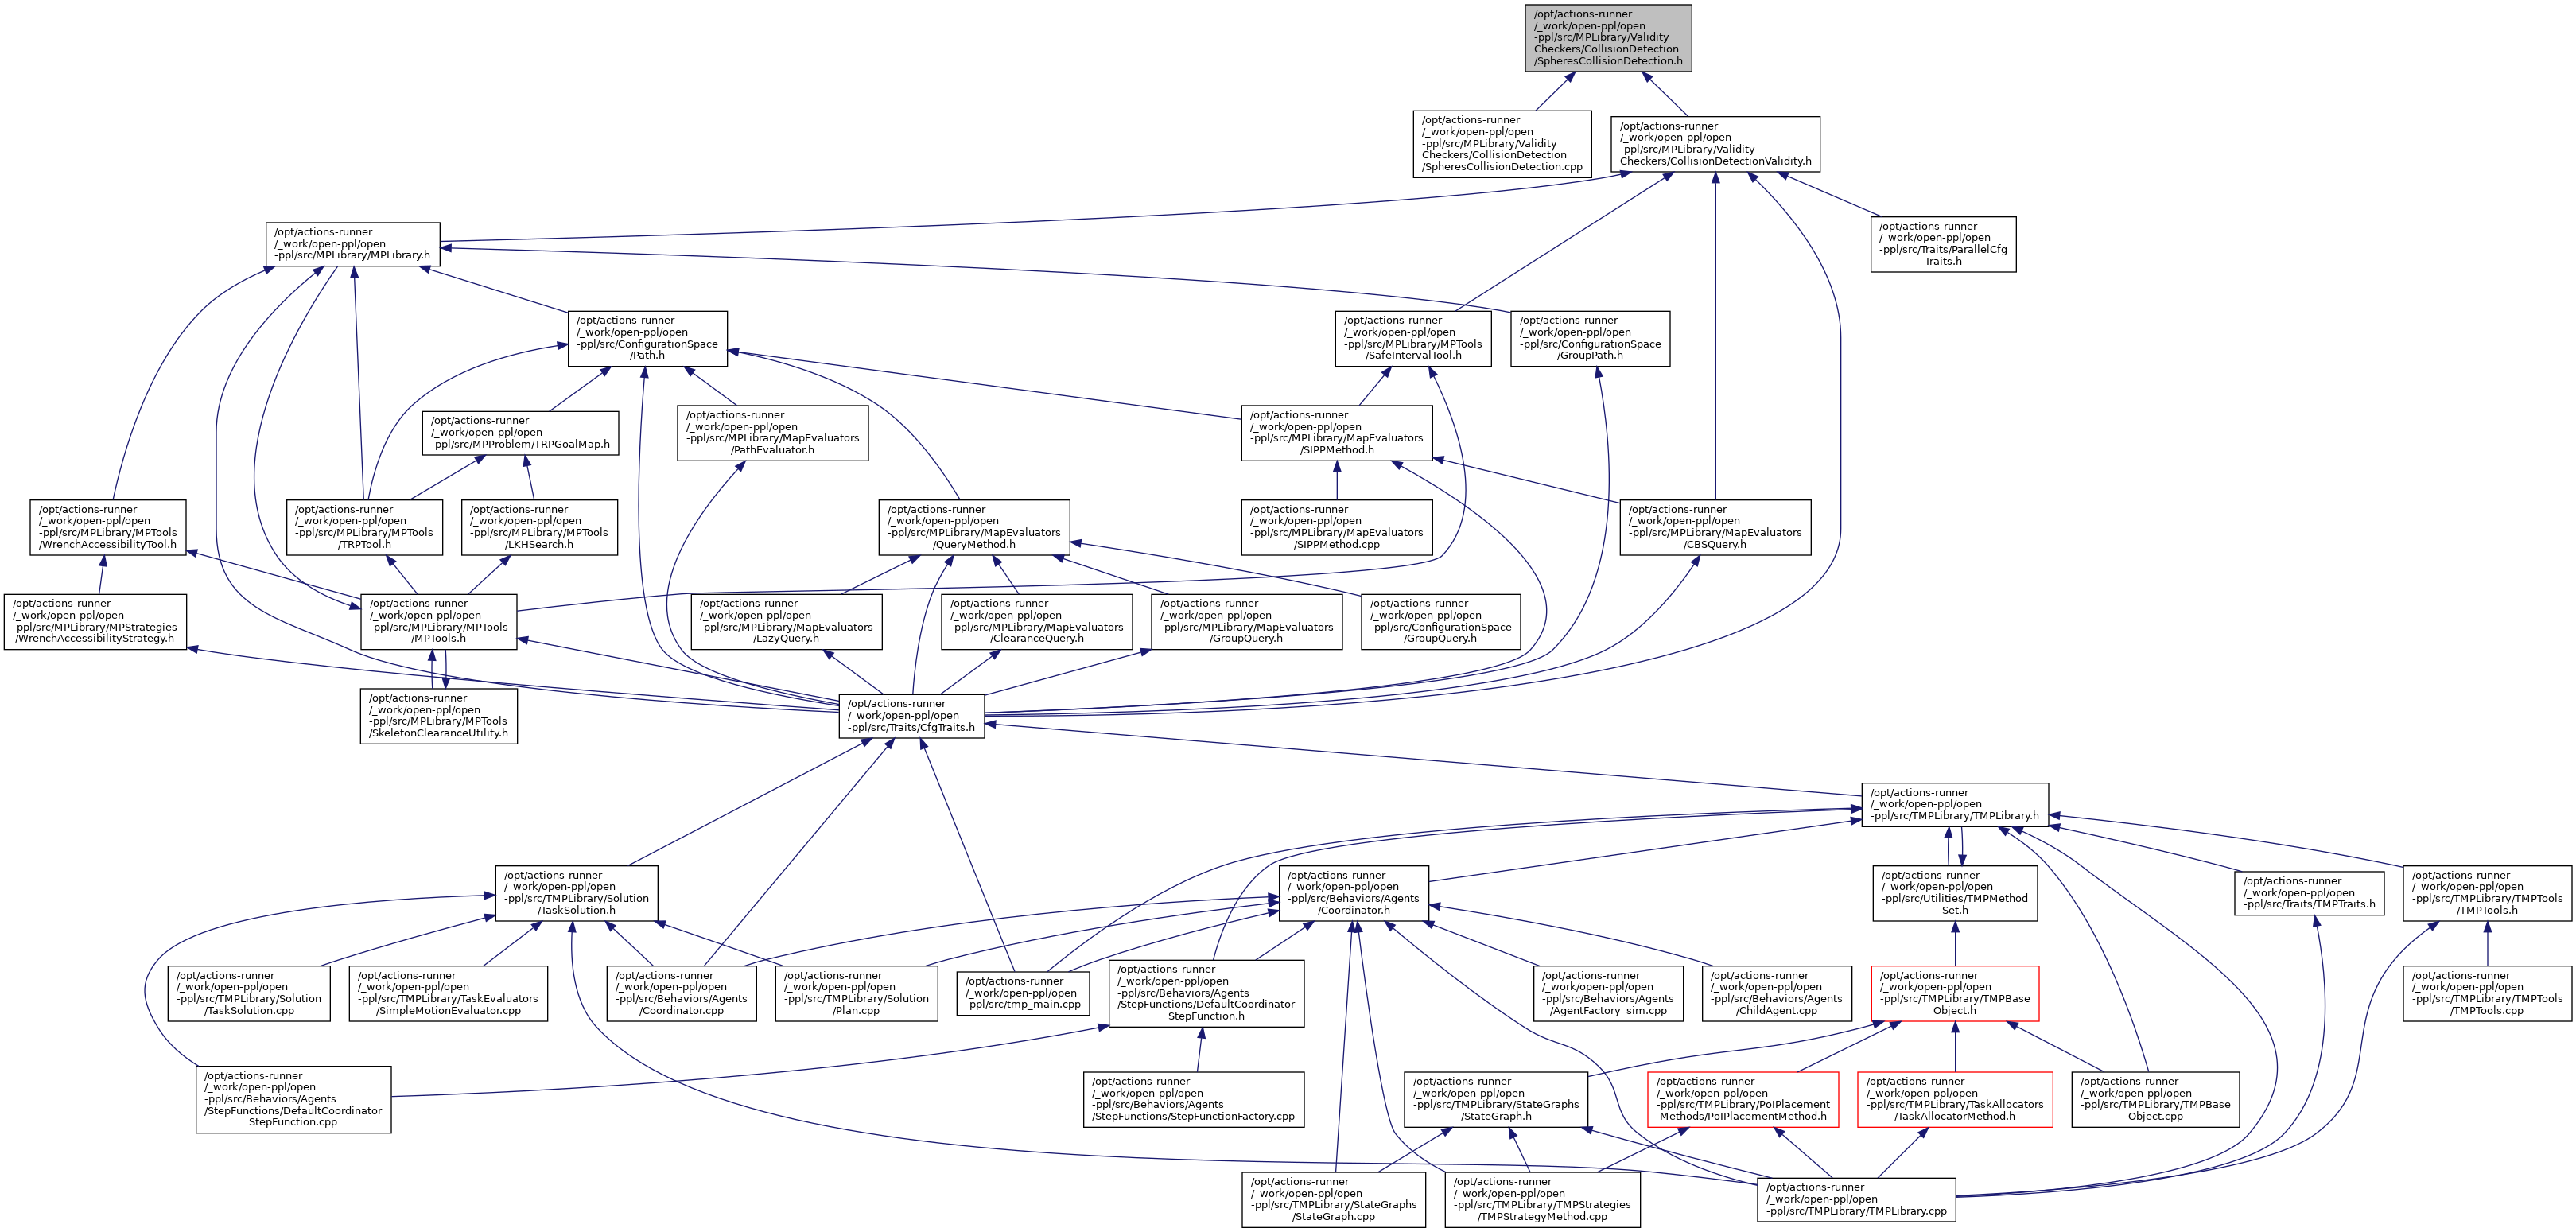 /opt/actions-runner
/_work/open-ppl/open
-ppl/src/MPLibrary/Validity
Checkers/CollisionDetection
/SpheresCollisionDetection.h
/opt/actions-runner
/_work/open-ppl/open
-ppl/src/MPLibrary/Validity
Checkers/CollisionDetection
/SpheresCollisionDetection.cpp
/opt/actions-runner
/_work/open-ppl/open
-ppl/src/MPLibrary/Validity
Checkers/CollisionDetectionValidity.h
/opt/actions-runner
/_work/open-ppl/open
-ppl/src/MPLibrary/MPLibrary.h
/opt/actions-runner
/_work/open-ppl/open
-ppl/src/Traits/ParallelCfg
Traits.h
/opt/actions-runner
/_work/open-ppl/open
-ppl/src/ConfigurationSpace
/Path.h
/opt/actions-runner
/_work/open-ppl/open
-ppl/src/MPLibrary/MPTools
/SafeIntervalTool.h
/opt/actions-runner
/_work/open-ppl/open
-ppl/src/ConfigurationSpace
/GroupPath.h
/opt/actions-runner
/_work/open-ppl/open
-ppl/src/MPProblem/TRPGoalMap.h
/opt/actions-runner
/_work/open-ppl/open
-ppl/src/MPLibrary/MapEvaluators
/PathEvaluator.h
/opt/actions-runner
/_work/open-ppl/open
-ppl/src/MPLibrary/MapEvaluators
/SIPPMethod.h
/opt/actions-runner
/_work/open-ppl/open
-ppl/src/MPLibrary/MPTools
/WrenchAccessibilityTool.h
/opt/actions-runner
/_work/open-ppl/open
-ppl/src/MPLibrary/MPTools
/TRPTool.h
/opt/actions-runner
/_work/open-ppl/open
-ppl/src/MPLibrary/MPTools
/LKHSearch.h
/opt/actions-runner
/_work/open-ppl/open
-ppl/src/MPLibrary/MapEvaluators
/QueryMethod.h
/opt/actions-runner
/_work/open-ppl/open
-ppl/src/MPLibrary/MapEvaluators
/SIPPMethod.cpp
/opt/actions-runner
/_work/open-ppl/open
-ppl/src/MPLibrary/MapEvaluators
/CBSQuery.h
/opt/actions-runner
/_work/open-ppl/open
-ppl/src/MPLibrary/MPStrategies
/WrenchAccessibilityStrategy.h
/opt/actions-runner
/_work/open-ppl/open
-ppl/src/MPLibrary/MPTools
/MPTools.h
/opt/actions-runner
/_work/open-ppl/open
-ppl/src/MPLibrary/MapEvaluators
/LazyQuery.h
/opt/actions-runner
/_work/open-ppl/open
-ppl/src/MPLibrary/MapEvaluators
/ClearanceQuery.h
/opt/actions-runner
/_work/open-ppl/open
-ppl/src/MPLibrary/MapEvaluators
/GroupQuery.h
/opt/actions-runner
/_work/open-ppl/open
-ppl/src/ConfigurationSpace
/GroupQuery.h
/opt/actions-runner
/_work/open-ppl/open
-ppl/src/MPLibrary/MPTools
/SkeletonClearanceUtility.h
/opt/actions-runner
/_work/open-ppl/open
-ppl/src/Traits/CfgTraits.h
/opt/actions-runner
/_work/open-ppl/open
-ppl/src/TMPLibrary/TMPLibrary.h
/opt/actions-runner
/_work/open-ppl/open
-ppl/src/TMPLibrary/Solution
/TaskSolution.h
/opt/actions-runner
/_work/open-ppl/open
-ppl/src/Behaviors/Agents
/Coordinator.h
/opt/actions-runner
/_work/open-ppl/open
-ppl/src/Utilities/TMPMethod
Set.h
/opt/actions-runner
/_work/open-ppl/open
-ppl/src/Traits/TMPTraits.h
/opt/actions-runner
/_work/open-ppl/open
-ppl/src/TMPLibrary/TMPTools
/TMPTools.h
/opt/actions-runner
/_work/open-ppl/open
-ppl/src/TMPLibrary/Solution
/TaskSolution.cpp
/opt/actions-runner
/_work/open-ppl/open
-ppl/src/TMPLibrary/TaskEvaluators
/SimpleMotionEvaluator.cpp
/opt/actions-runner
/_work/open-ppl/open
-ppl/src/Behaviors/Agents
/Coordinator.cpp
/opt/actions-runner
/_work/open-ppl/open
-ppl/src/TMPLibrary/Solution
/Plan.cpp
/opt/actions-runner
/_work/open-ppl/open
-ppl/src/tmp_main.cpp
/opt/actions-runner
/_work/open-ppl/open
-ppl/src/Behaviors/Agents
/StepFunctions/DefaultCoordinator
StepFunction.h
/opt/actions-runner
/_work/open-ppl/open
-ppl/src/Behaviors/Agents
/AgentFactory_sim.cpp
/opt/actions-runner
/_work/open-ppl/open
-ppl/src/Behaviors/Agents
/ChildAgent.cpp
/opt/actions-runner
/_work/open-ppl/open
-ppl/src/TMPLibrary/TMPBase
Object.h
/opt/actions-runner
/_work/open-ppl/open
-ppl/src/TMPLibrary/TMPTools
/TMPTools.cpp
/opt/actions-runner
/_work/open-ppl/open
-ppl/src/Behaviors/Agents
/StepFunctions/DefaultCoordinator
StepFunction.cpp
/opt/actions-runner
/_work/open-ppl/open
-ppl/src/Behaviors/Agents
/StepFunctions/StepFunctionFactory.cpp
/opt/actions-runner
/_work/open-ppl/open
-ppl/src/TMPLibrary/StateGraphs
/StateGraph.h
/opt/actions-runner
/_work/open-ppl/open
-ppl/src/TMPLibrary/PoIPlacement
Methods/PoIPlacementMethod.h
/opt/actions-runner
/_work/open-ppl/open
-ppl/src/TMPLibrary/TaskAllocators
/TaskAllocatorMethod.h
/opt/actions-runner
/_work/open-ppl/open
-ppl/src/TMPLibrary/TMPBase
Object.cpp
/opt/actions-runner
/_work/open-ppl/open
-ppl/src/TMPLibrary/StateGraphs
/StateGraph.cpp
/opt/actions-runner
/_work/open-ppl/open
-ppl/src/TMPLibrary/TMPStrategies
/TMPStrategyMethod.cpp
/opt/actions-runner
/_work/open-ppl/open
-ppl/src/TMPLibrary/TMPLibrary.cpp